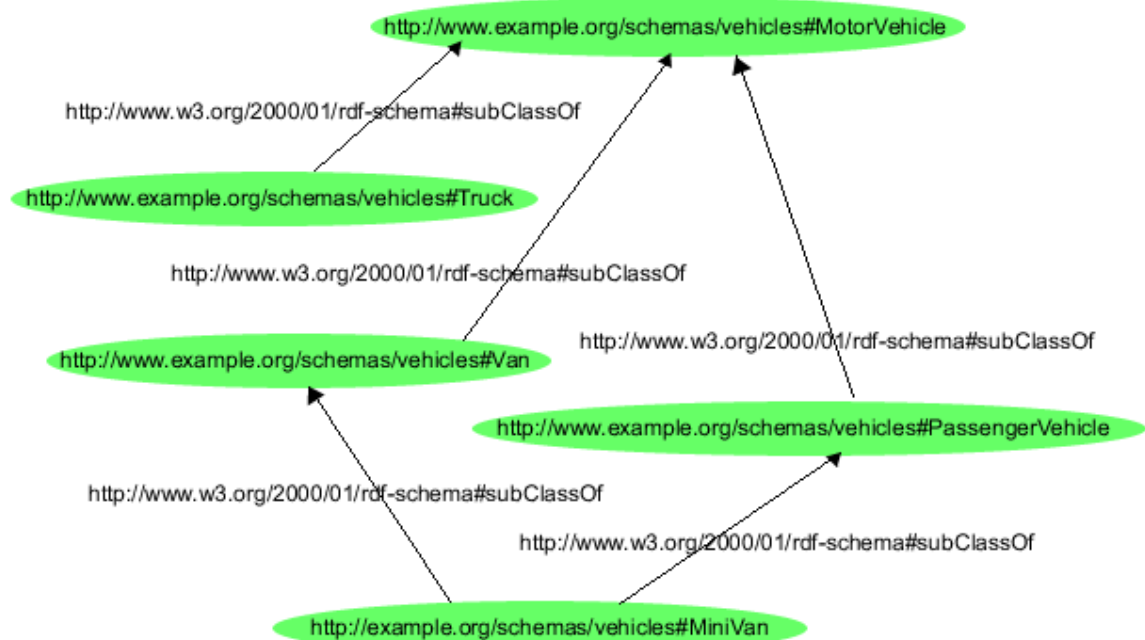 http://www.example.org/schemas/vehicles#MotorVehicle
http://www.w3.org/2000/01/rdf-schema#subClassOf
http://www.example.org/schemas/vehicles#Truck
http://www.w3.org/2000/01/rdf-schema#subClassOf
http://www.w3.org/2000/01/rdf-schema#subClassOf
http://www.example.org/schemas/vehicles#Van
http://www.example.org/schemas/vehicles#PassengerVehicle
http://www.w3.org/2000/01/rdf-schema#subClassOf
http://www.w3.org/2000/01/rdf-schema#subClassOf
http://example.org/schemas/vehicles#MiniVan